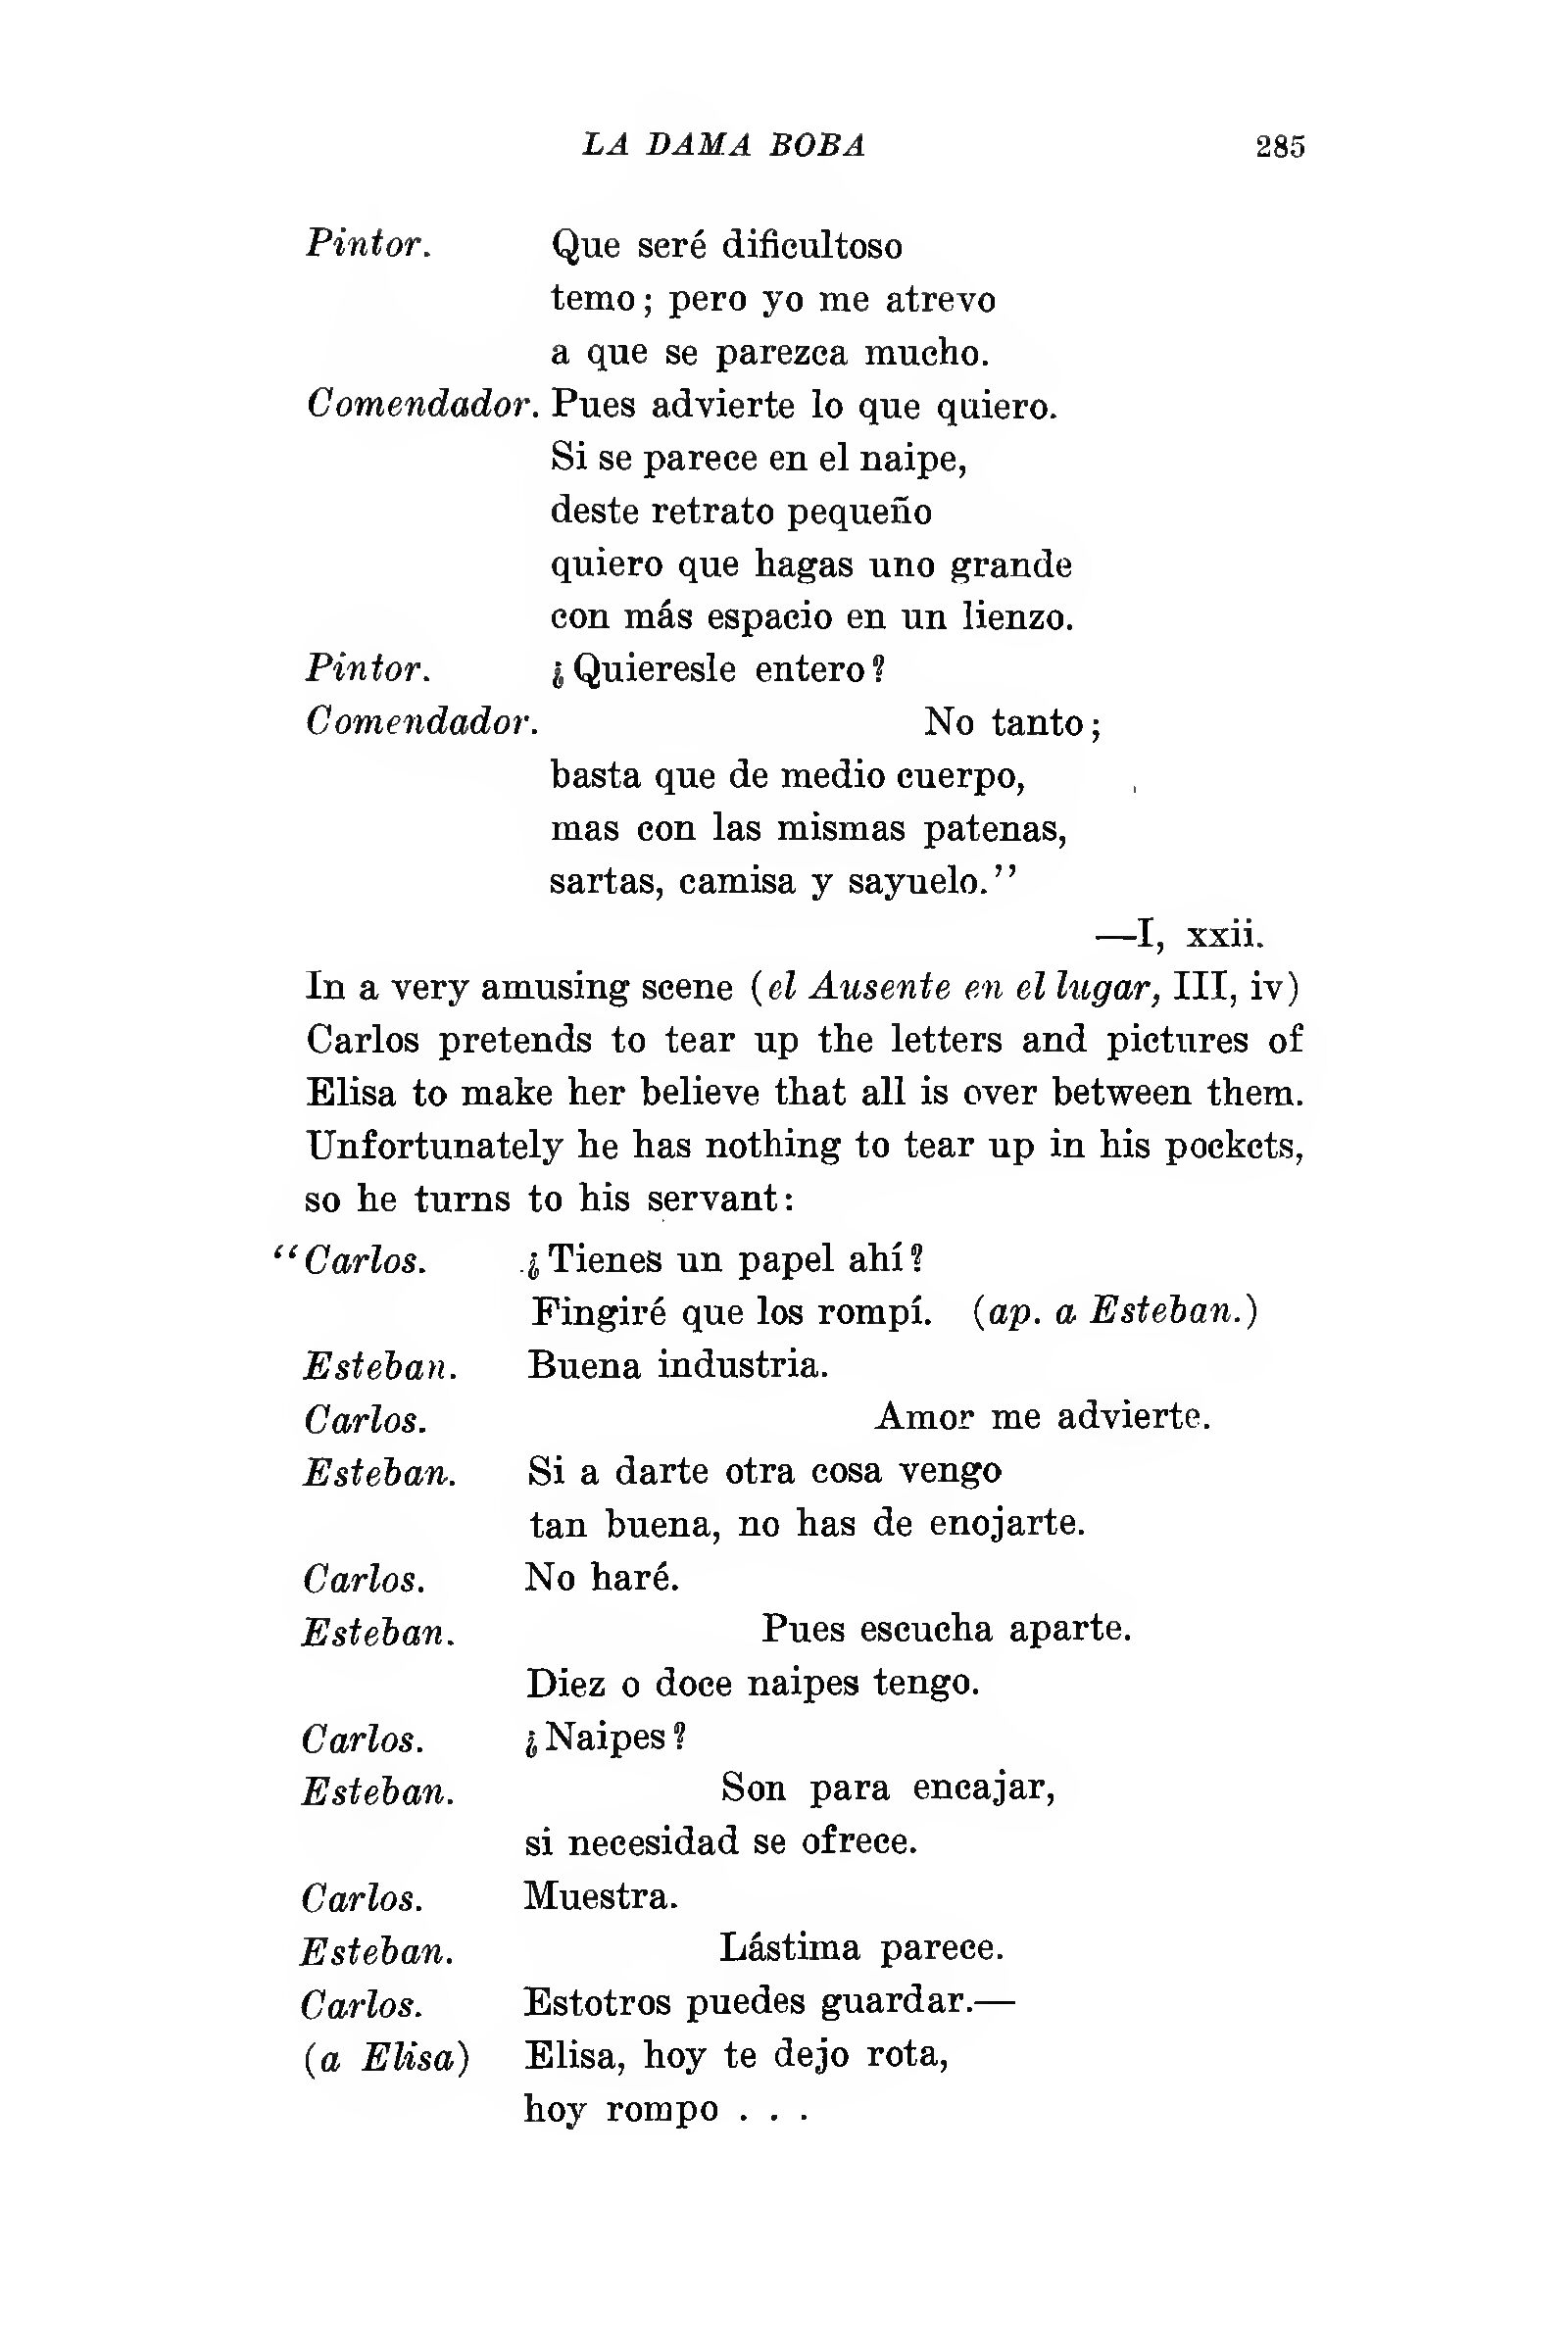 LA DAMA BOBA 285
Pintor. Que seré dificultoso
temo; pero yo me atrevo
a que se parezca mucho.
Comendador. Pues advierte lo que quiero.
Si se parece en el naipe,
deste retrato pequeño
quiero que hagas uno grande
con más espacio en un lienzo.
Pintor. ¿Quieresle entero?
Comendador. No tanto;
basta que de medio cuerpo,
mas con las mismas patenas,
sartas, camisa y sayuelo.”
—I, xxii.
In a very amusing scene (el Ausente en el lugar, III, iv)
Carlos pretends to tear up the letters and pictures of
Elisa to make her believe that all is over between them.
Unfortunately he has nothing to tear up in his pockets,
so he turns to his servant:
“Carlos. ¿Tienes un papel ahí?
Fingiré que los rompí. (ap. a Esteban.)
Esteban. Buena industria.
Carlos. Amor me advierte.
Esteban. Si a darte otra cosa vengo
tan buena, no has de enojarte.
Carlos. No haré.
Esteban. Pues escucha aparte.
Diez o doce naipes tengo.
Carlos. ¿Naipes?
Esteban. Son para encajar,
si necesidad se ofrece.
Carlos. Muestra.
Esteban. Lástima parece.
Carlos. Estotros puedes guardar.—
(a Elisa) Elisa, hoy te dejo rota,
hoy rompo . . .